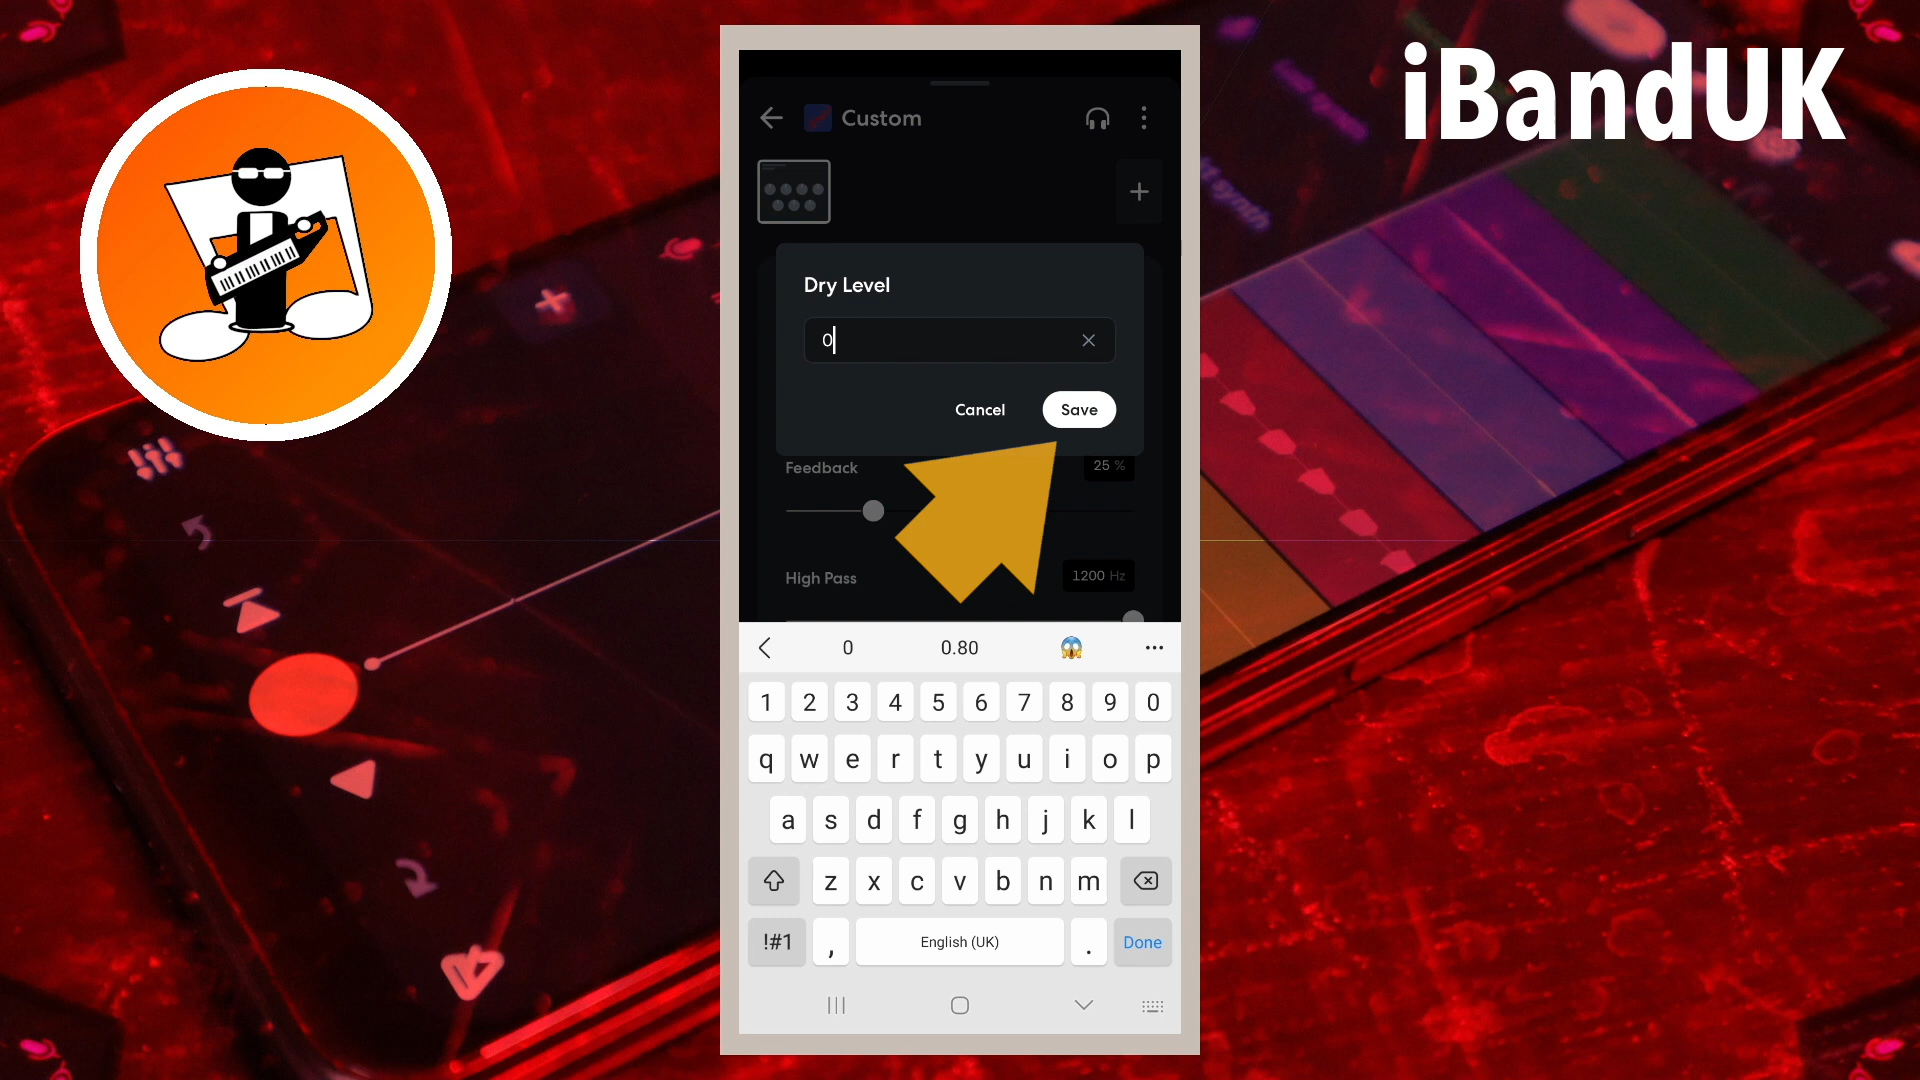 iBandUK
Custom
Dry Level
0
Cancel
Save
Feedback
25 %
High Pass
1200 Hz
0
0.80
1 2 3 4 5 6 7 8 9 0
q w e r t y u i o p
a s d f g h j k l
z x c v b n m
!#1 , English (UK) . Done